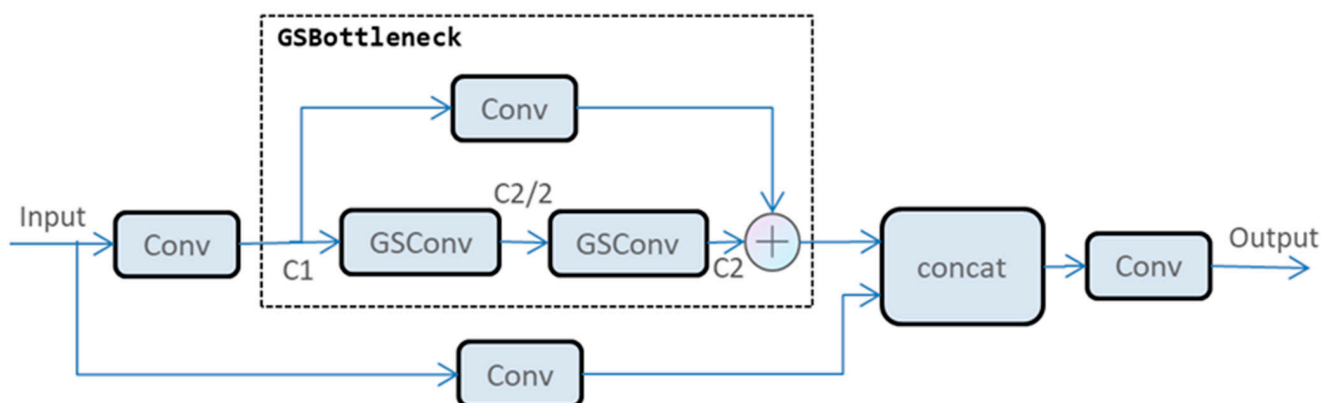 GSBottleneck
Conv
C2/2
Input
Conv
GSConv
GSConv
C1
C2
concat
Conv
Output
Conv